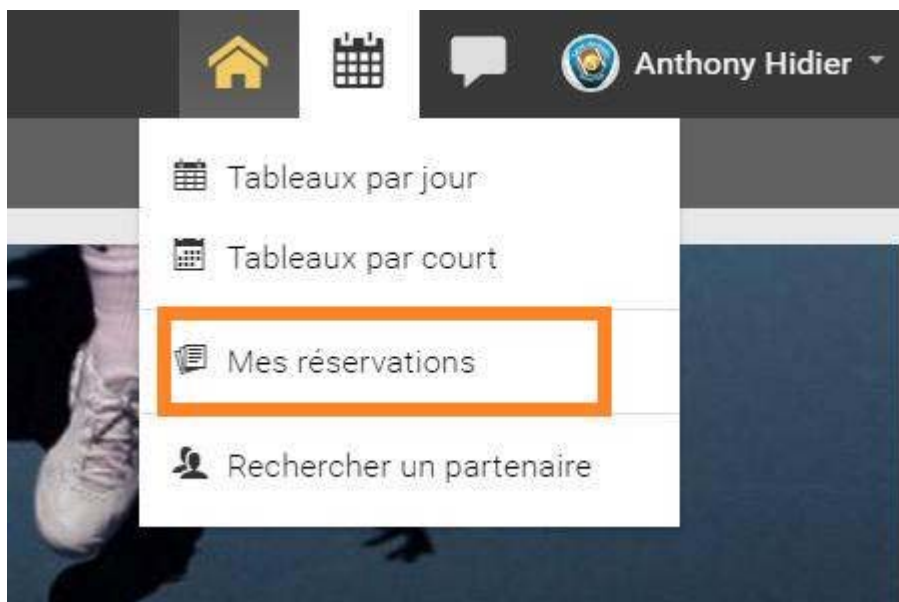 Anthony Hidier
Tableaux par jour
Tableaux par court
Mes réservations
Rechercher un partenaire